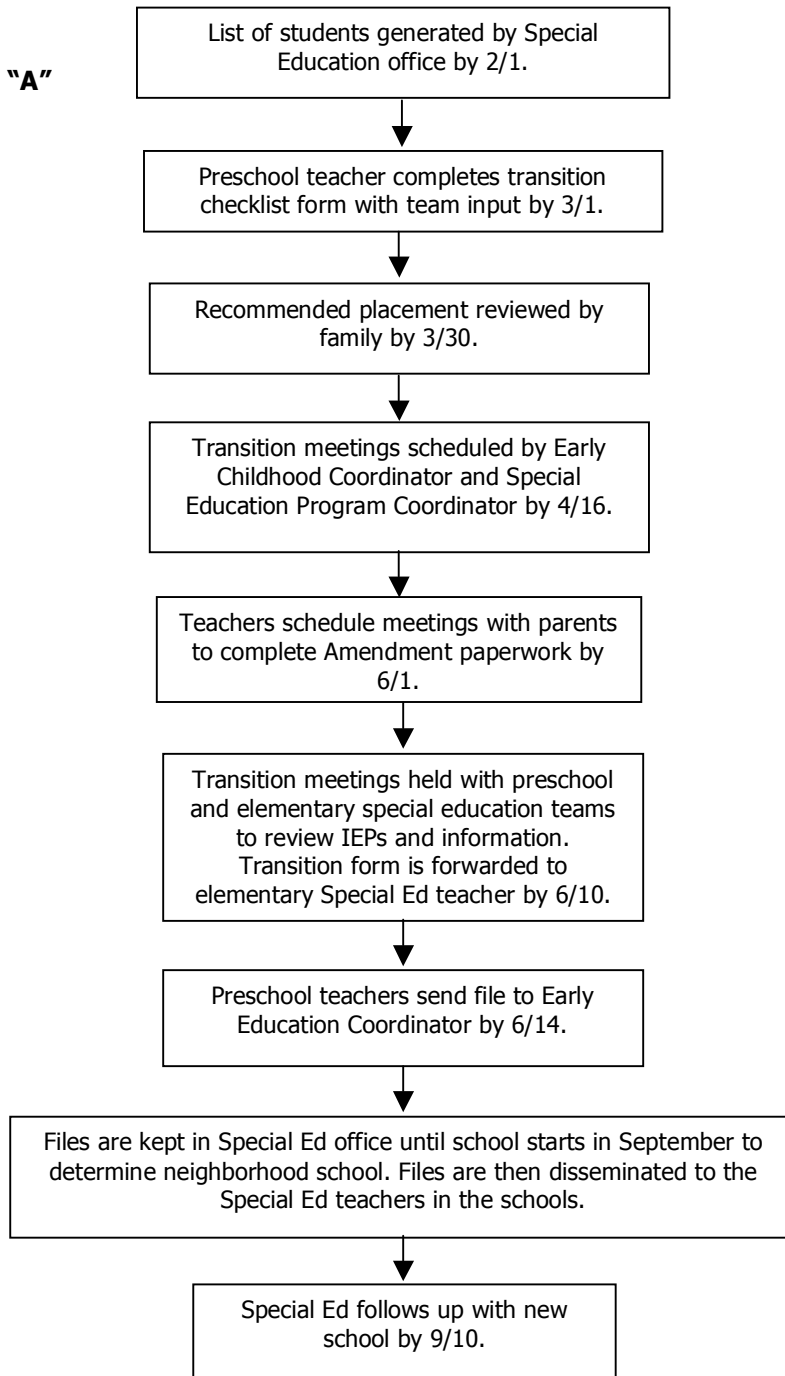 List of students generated by Special
Education office by 2/1.
“A”
Preschool teacher completes transition
checklist form with team input by 3/1.
Recommended placement reviewed by
family by 3/30.
Transition meetings scheduled by Early
Childhood Coordinator and Special
Education Program Coordinator by 4/16.
Teachers schedule meetings with parents
to complete Amendment paperwork by
6/1.
Transition meetings held with preschool
and elementary special education teams
to review IEPs and information.
Transition form is forwarded to
elementary Special Ed teacher by 6/10.
Preschool teachers send file to Early
Education Coordinator by 6/14.
Files are kept in Special Ed office until school starts in September to
determine neighborhood school. Files are then disseminated to the
Special Ed teachers in the schools.
Special Ed follows up with new
school by 9/10.